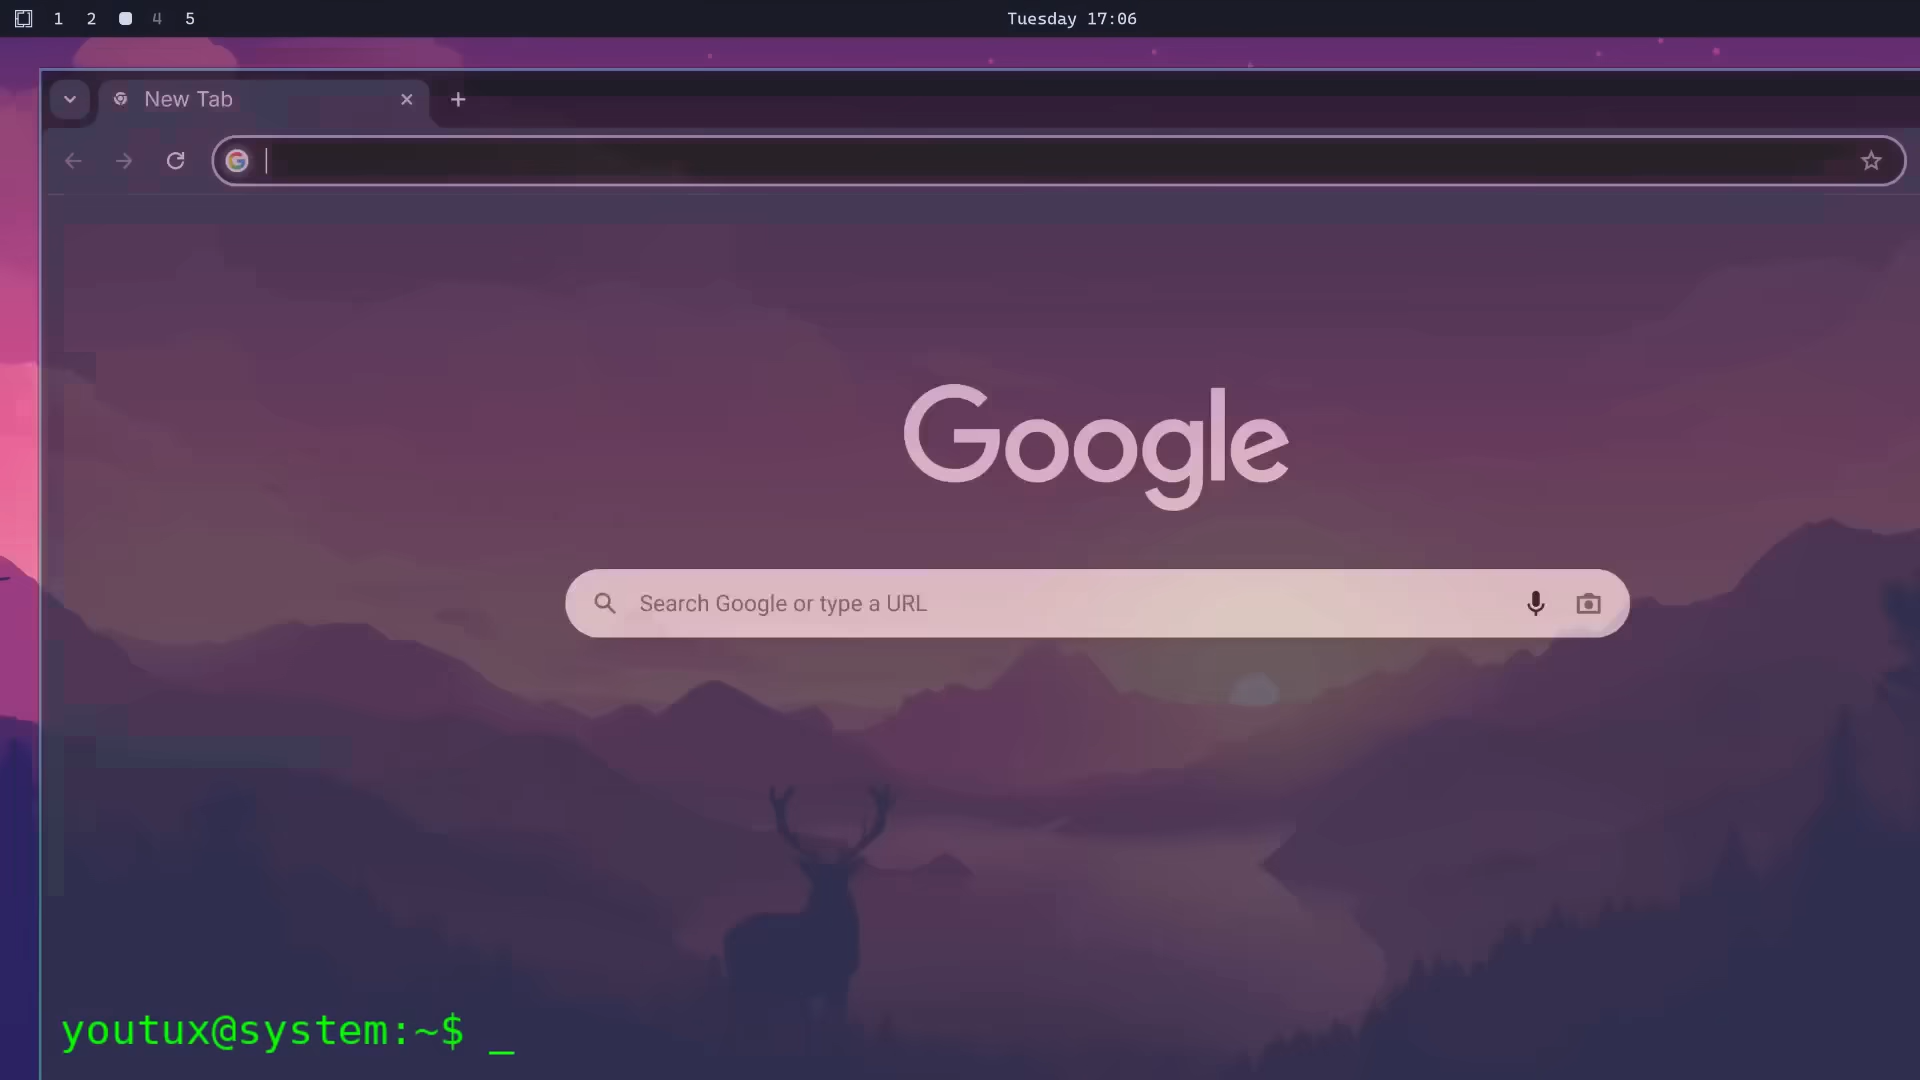 1 2 4 5 Tuesday 17:06
New Tab
Google
Search Google or type a URL
youtux@system:~$ _